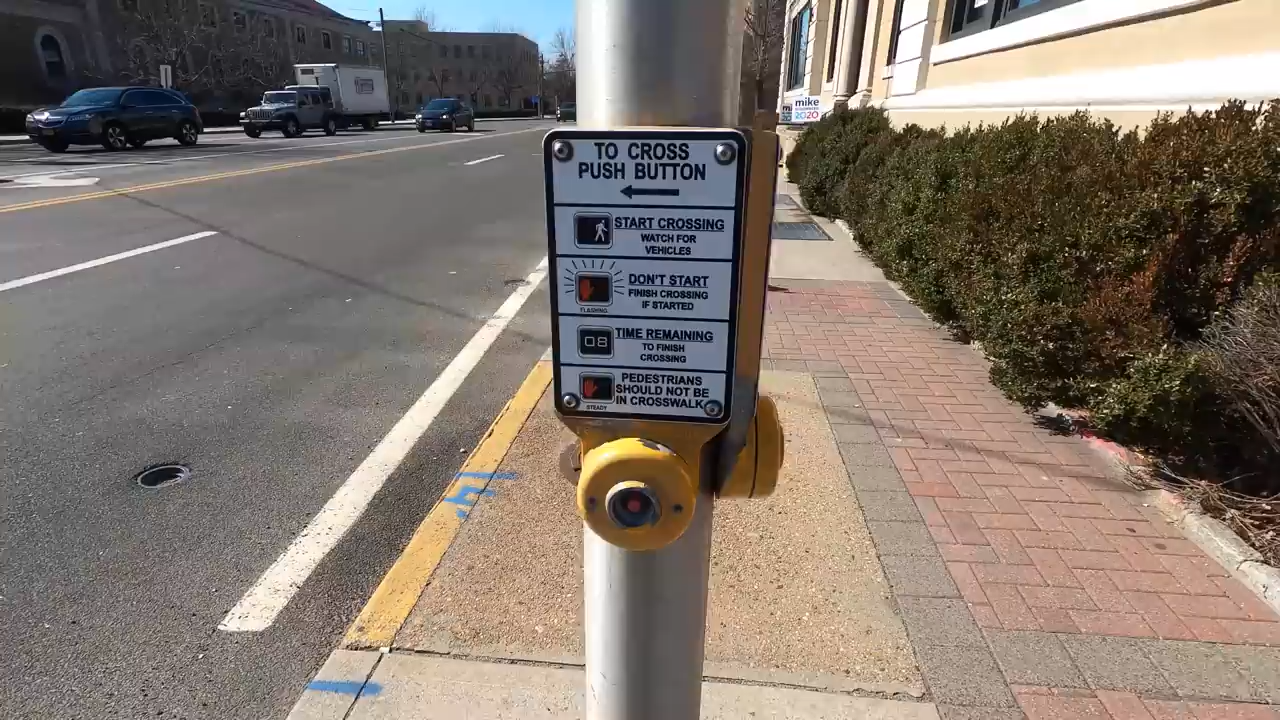 mike
2020
TO CROSS
PUSH BUTTON
START CROSSING
WATCH FOR
VEHICLES
DON'T START
FINISH CROSSING
IF STARTED
FLASHING
08
TIME REMAINING
TO FINISH
CROSSING
PEDESTRIANS
SHOULD NOT BE
IN CROSSWALK
STEADY